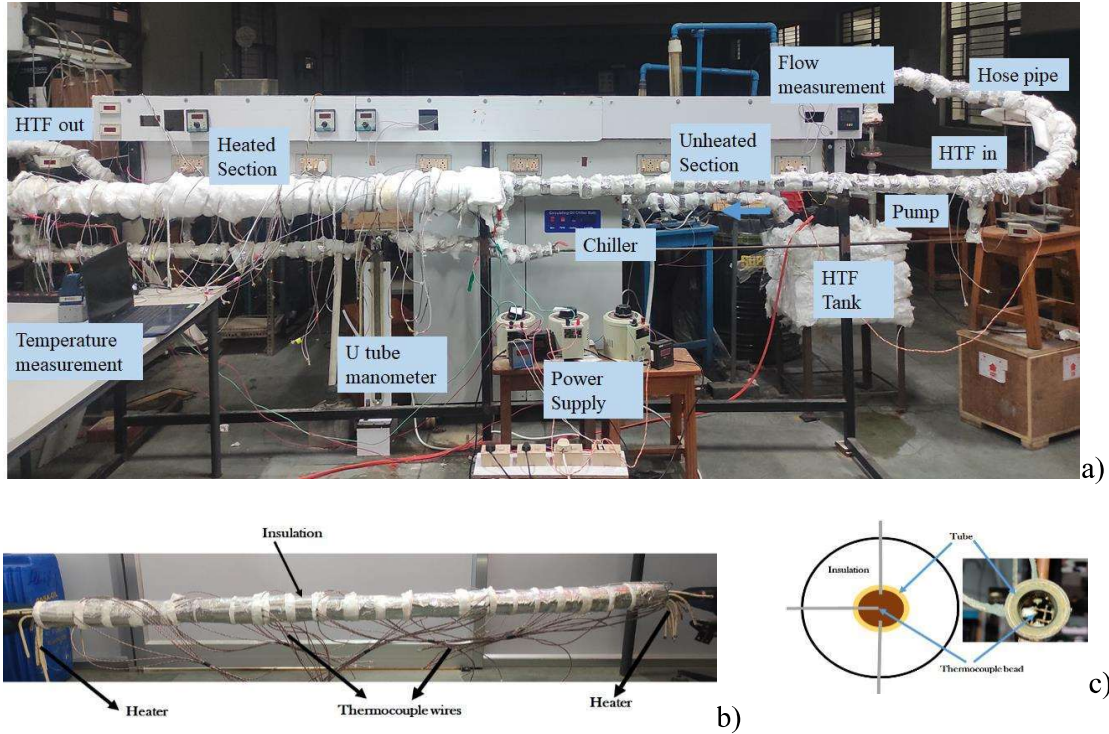 Flow
measurement
Hose pipe
HTF out
Heated
Section
Unheated
Section
HTF in
Pump
Chiller
HTF
Tank
Temperature
measurement
U tube
manometer
Power
Supply
a)
Insulation
Heater
Thermocouple wires
Heater
b)
Tube
Insulation
Thermocouple bead
c)